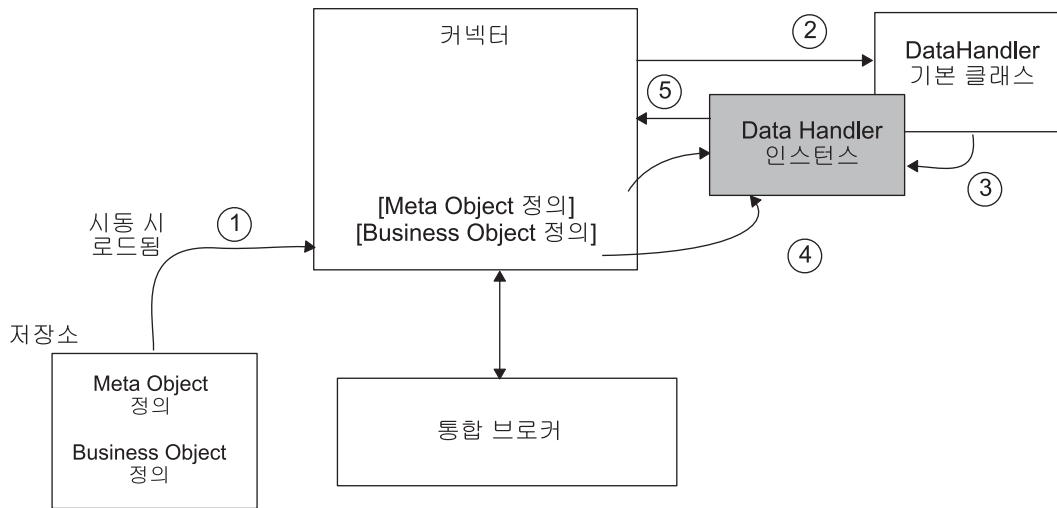 커넥터
②
DataHandler
기본 클래스
⑤
Data Handler
인스턴스
③
[Meta Object 정의]
[Business Object 정의]
④
시동 시
로드됨
①
저장소
Meta Object
정의
Business Object
정의
통합 브로커